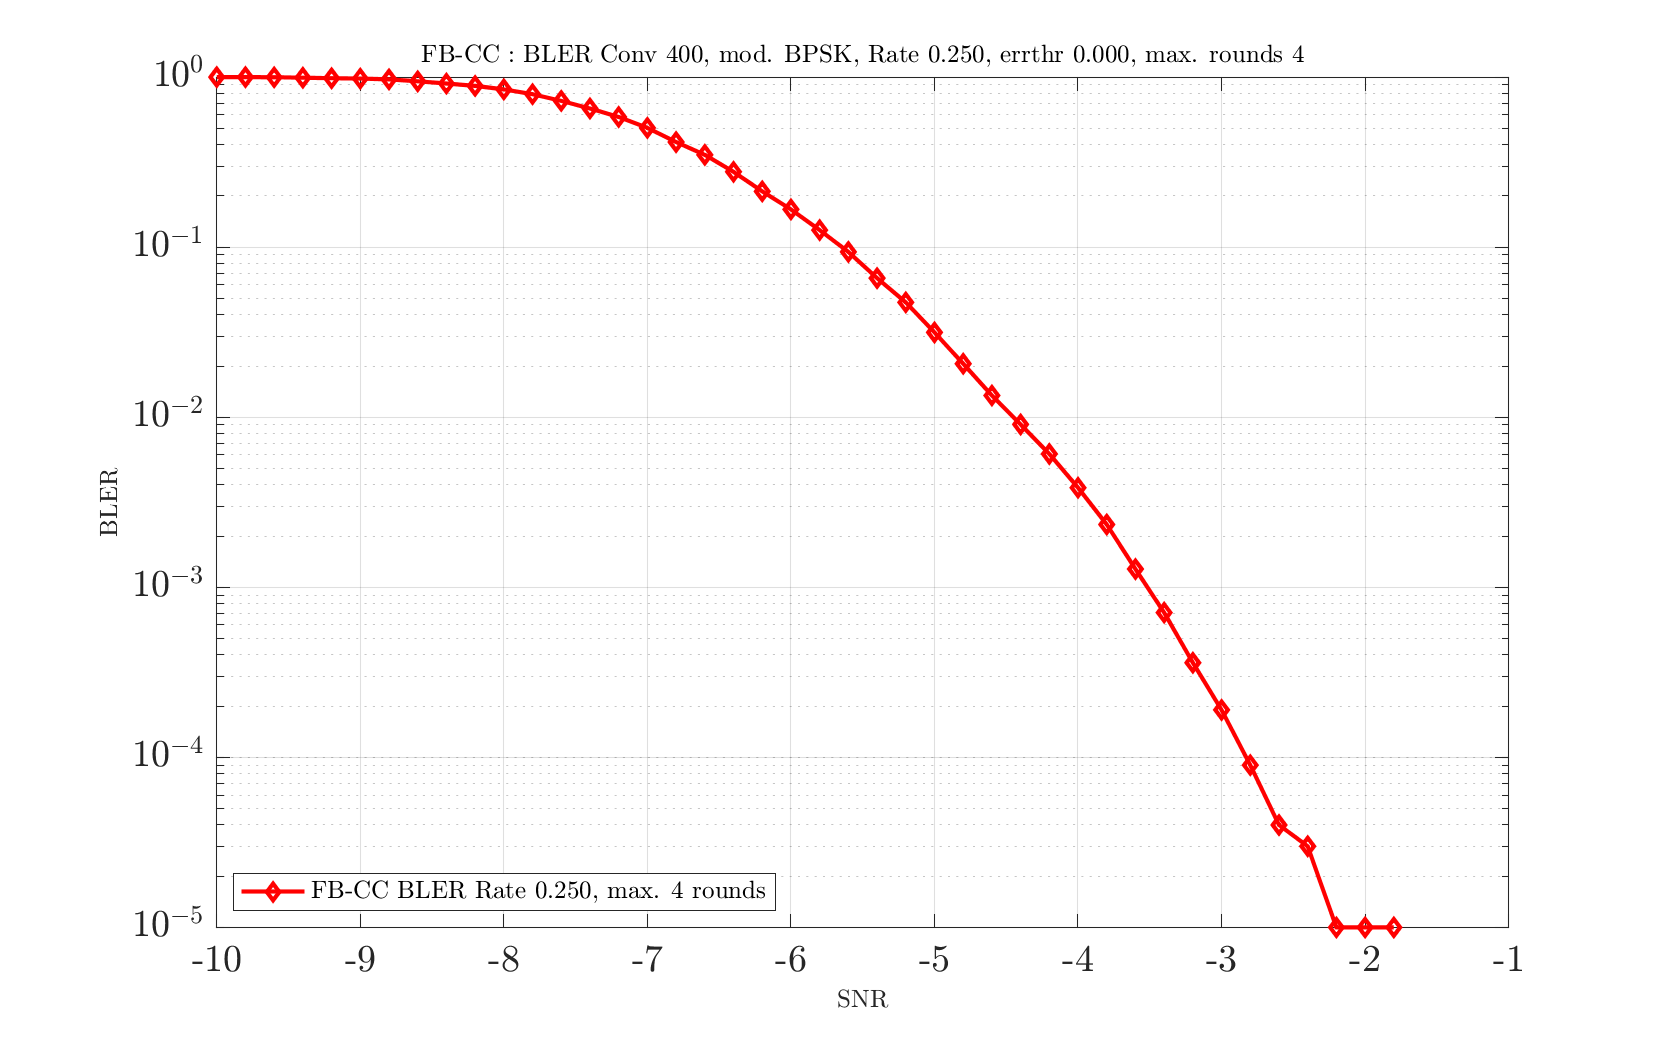 FB-CC : BLER Conv 400, mod. BPSK, Rate 0.250, errthr 0.000, max. rounds 4
10^0
10^-1
10^-2
10^-3
10^-4
10^-5
BLER
FB-CC BLER Rate 0.250, max. 4 rounds
-10 -9 -8 -7 -6 -5 -4 -3 -2 -1
SNR